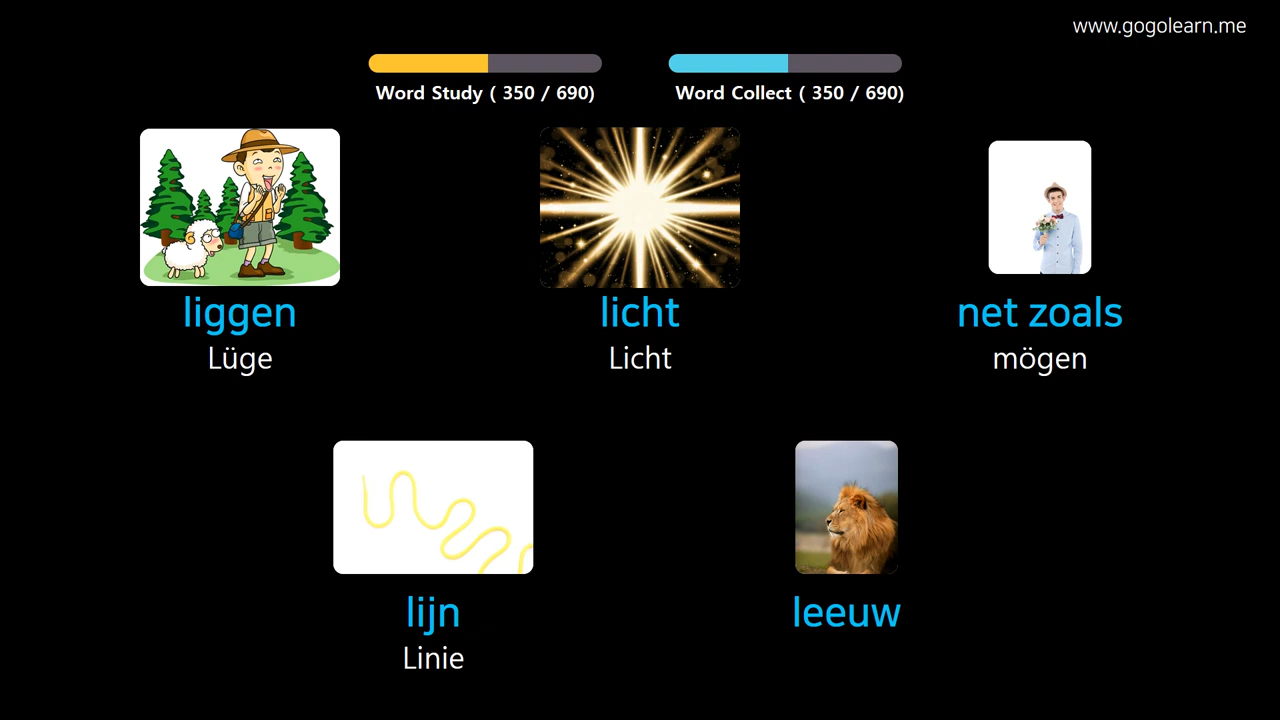 www.gogolearn.me
Word Study ( 350 / 690)
Word Collect ( 350 / 690)
liggen
Lüge
licht
Licht
net zoals
mögen
lijn
Linie
leeuw